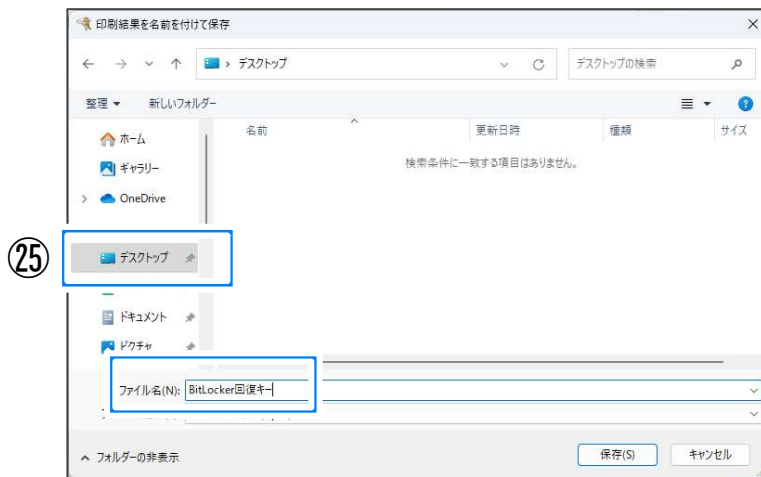 印刷結果を名前を付けて保存
デスクトップ
デスクトップの検索
整理 新しいフォルダー
名前 更新日時 種類 サイズ
検索条件に一致する項目はありません。
ホーム
ギャラリー
OneDrive
㉕
デスクトップ
ドキュメント
ピクチャ
ファイル名(N): BitLocker回復キー
フォルダーの非表示
保存(S) キャンセル